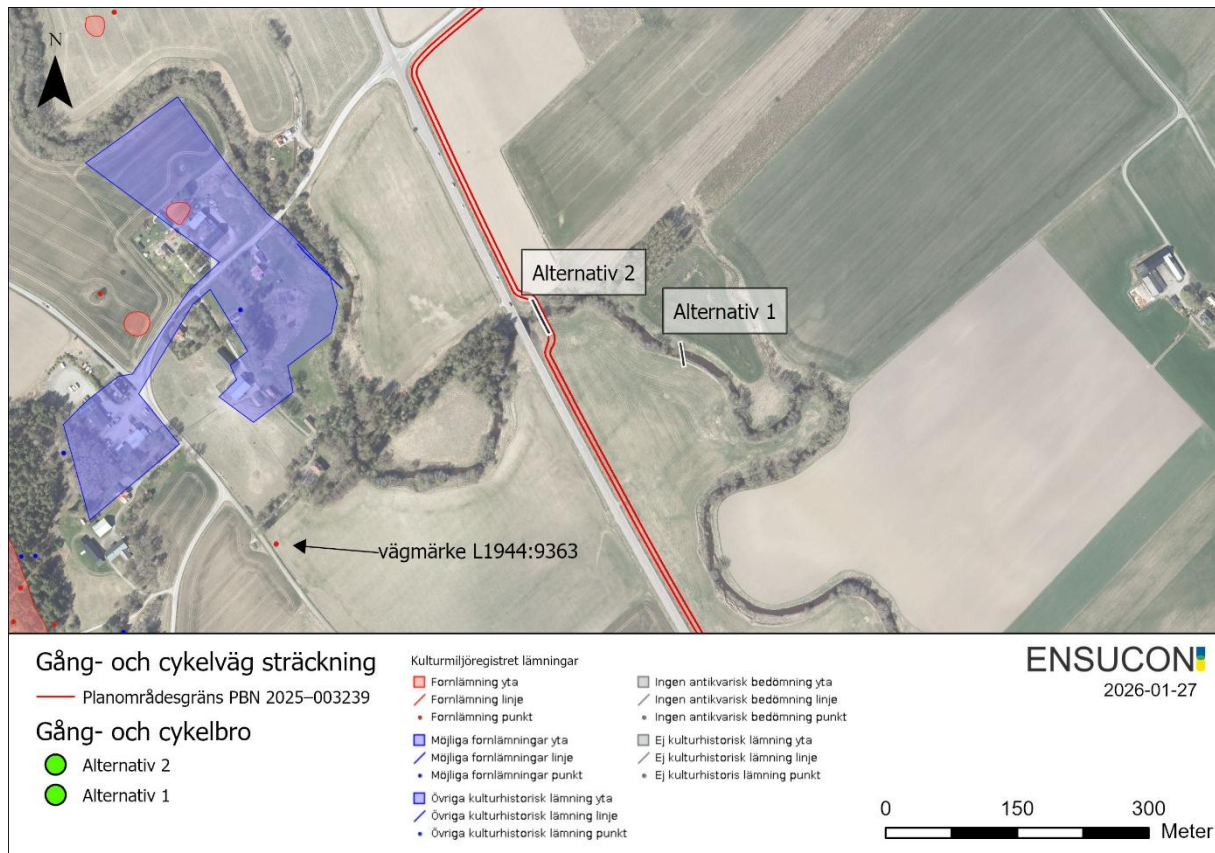 N
Alternativ 2
Alternativ 1
vägmärke L1944:9363
Gång- och cykelväg sträckning
Planområdesgräns PBN 2025–003239
Gång- och cykelbro
Alternativ 2
Alternativ 1
Kulturmiljöregistret lämningar
Fornlämning yta
Fornlämning linje
Fornlämning punkt
Möjliga fornlämningar yta
Möjliga fornlämningar linje
Möjliga fornlämningar punkt
Övriga kulturhistorisk lämning yta
Övriga kulturhistorisk lämning linje
Övriga kulturhistorisk lämning punkt
Ingen antikvarisk bedömning yta
Ingen antikvarisk bedömning linje
Ingen antikvarisk bedömning punkt
Ej kulturhistorisk lämning yta
Ej kulturhistorisk lämning linje
Ej kulturhistoris lämning punkt
ENSUCON
2026-01-27
0 150 300
Meter